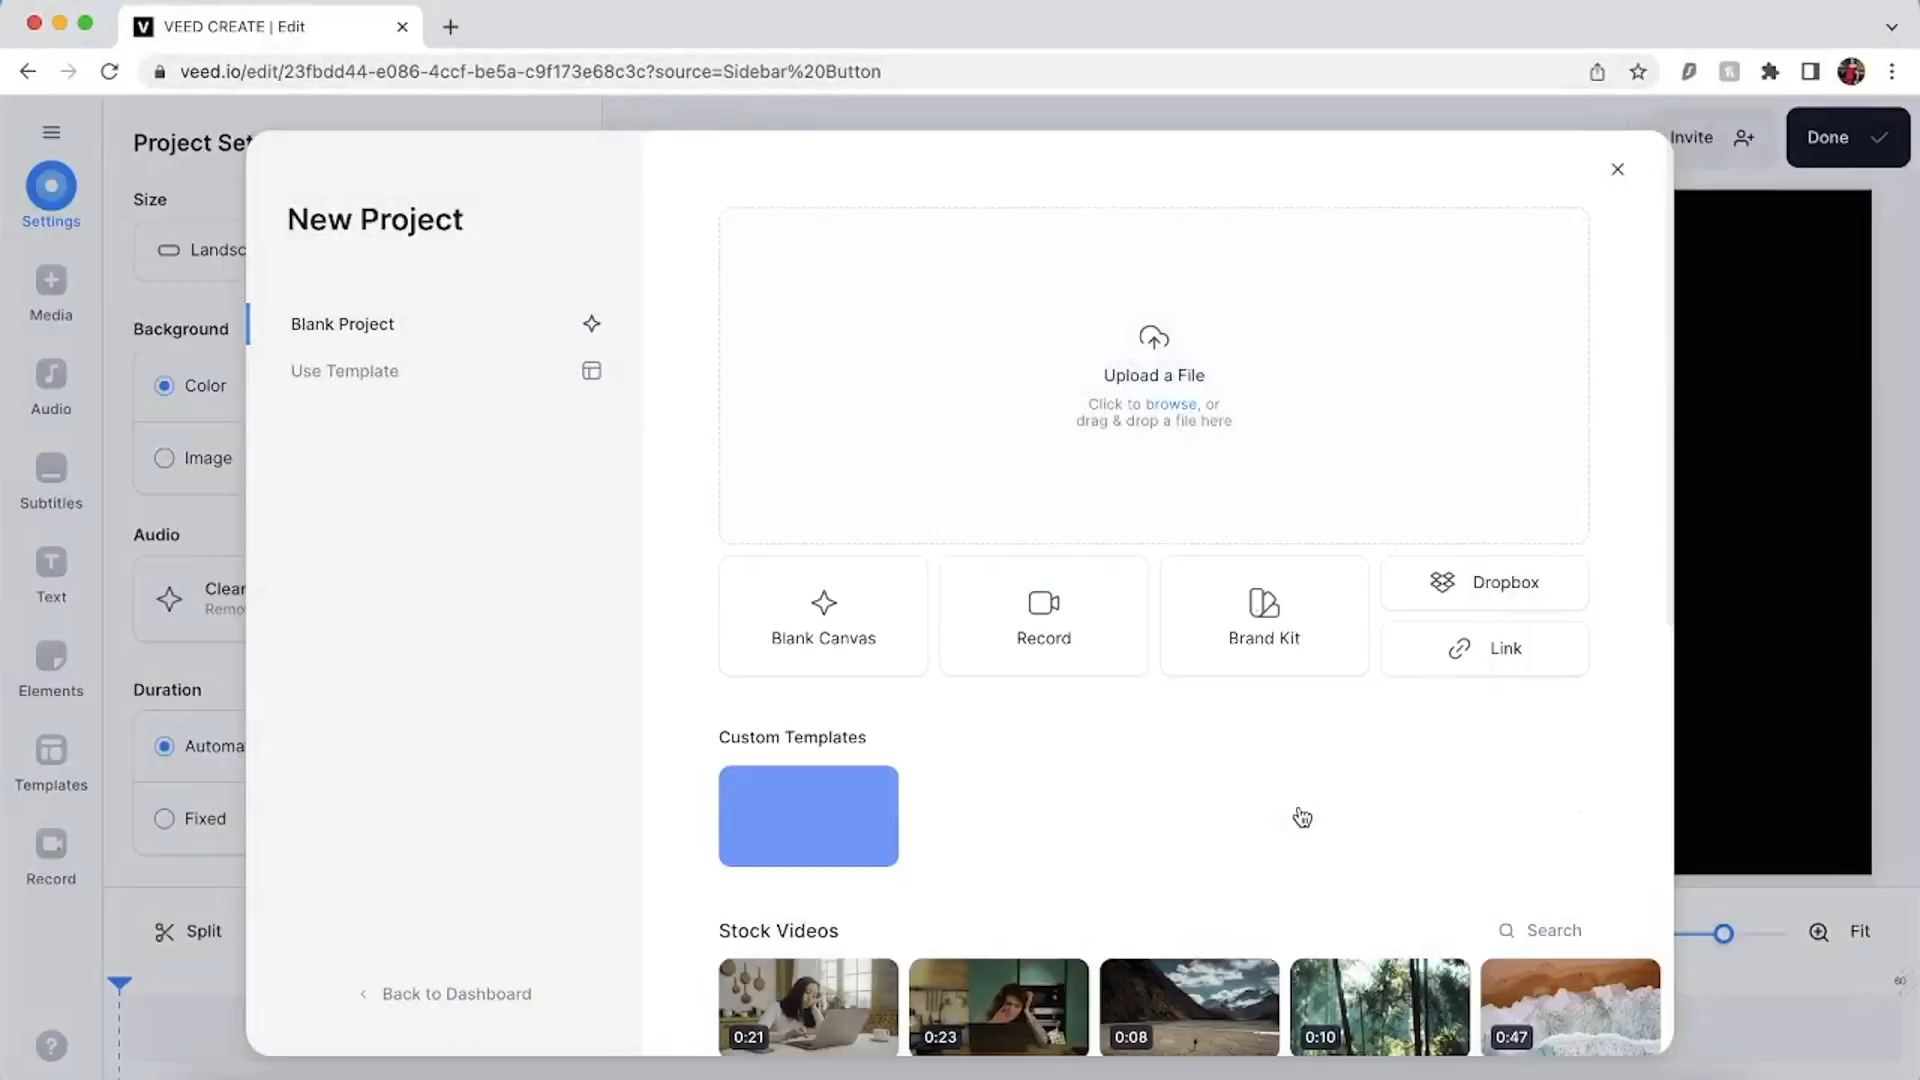 VEED CREATE | Edit
veed.io/edit/23fbdd44-e086-4ccf-be5a-c9f173e68c3c?source=Sidebar%20Button
Invite
Done
Settings
Media
Audio
Subtitles
Text
Elements
Templates
Record
Project Set
Size
Landsc
Background
Color
Image
Audio
Clear
Remo
Duration
Automa
Fixed
Split
Fit
60
New Project
Blank Project
Use Template
Back to Dashboard
Upload a File
Click to browse, or
drag & drop a file here
Blank Canvas
Record
Brand Kit
Dropbox
Link
Custom Templates
Stock Videos
Search
0:21
0:23
0:08
0:10
0:47